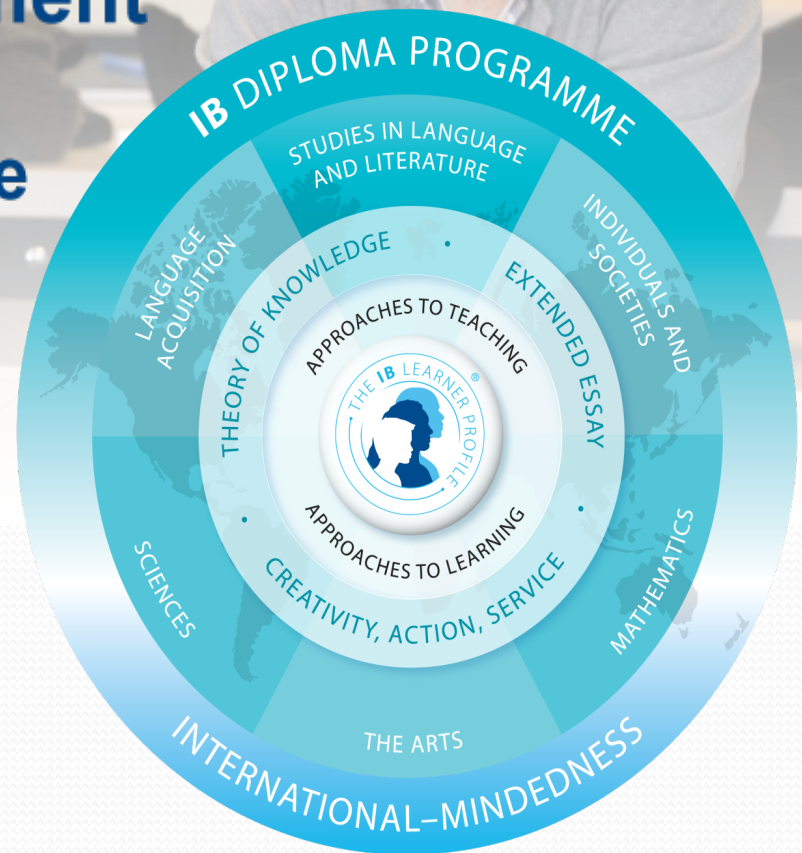 IB DIPLOMA PROGRAMME
STUDIES IN LANGUAGE
AND LITERATURE
LANGUAGE
ACQUISITION
INDIVIDUALS AND
SOCIETIES
THEORY OF KNOWLEDGE
EXTENDED ESSAY
APPROACHES TO TEACHING
THE IB LEARNER PROFILE®
APPROACHES TO LEARNING
CREATIVITY, ACTION, SERVICE
SCIENCES
MATHEMATICS
THE ARTS
INTERNATIONAL–MINDEDNESS